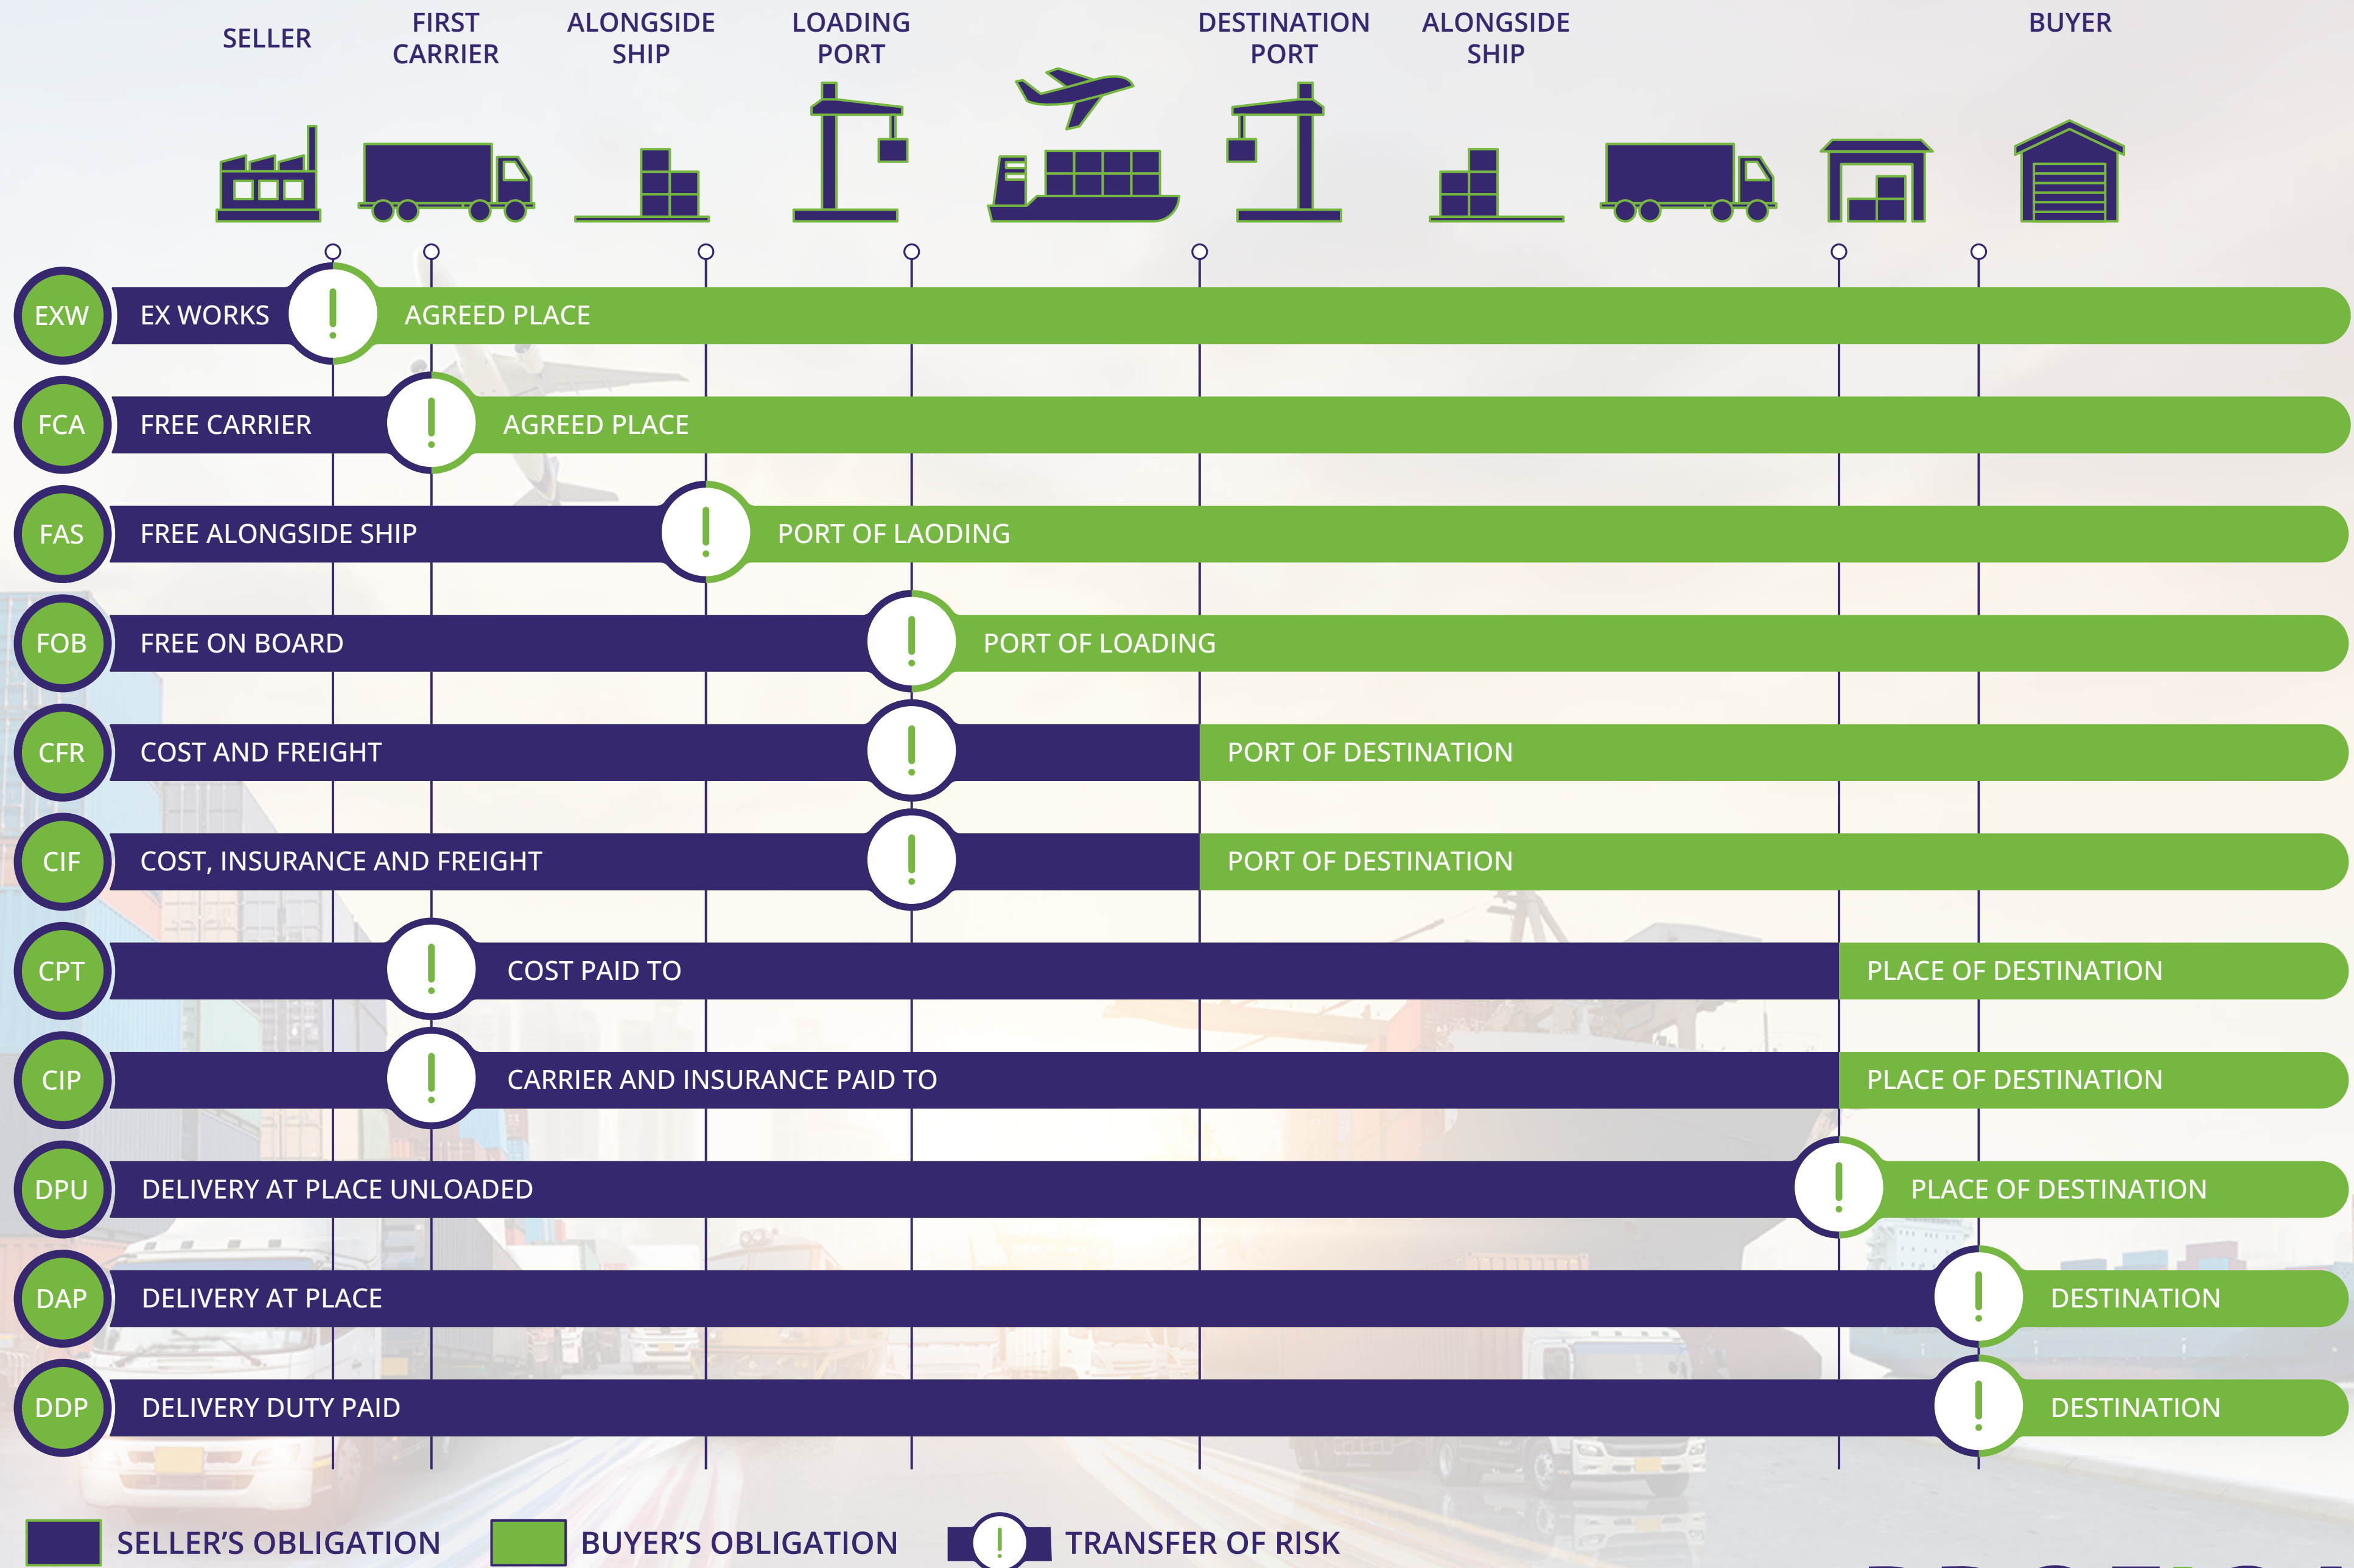 SELLER
FIRST
CARRIER
ALONGSIDE
SHIP
LOADING
PORT
DESTINATION
PORT
ALONGSIDE
SHIP
BUYER
EXW EX WORKS ! AGREED PLACE
FCA FREE CARRIER ! AGREED PLACE
FAS FREE ALONGSIDE SHIP ! PORT OF LAODING
FOB FREE ON BOARD ! PORT OF LOADING
CFR COST AND FREIGHT ! PORT OF DESTINATION
CIF COST, INSURANCE AND FREIGHT ! PORT OF DESTINATION
CPT ! COST PAID TO PLACE OF DESTINATION
CIP ! CARRIER AND INSURANCE PAID TO PLACE OF DESTINATION
DPU DELIVERY AT PLACE UNLOADED ! PLACE OF DESTINATION
DAP DELIVERY AT PLACE ! DESTINATION
DDP DELIVERY DUTY PAID ! DESTINATION
SELLER'S OBLIGATION BUYER'S OBLIGATION ! TRANSFER OF RISK